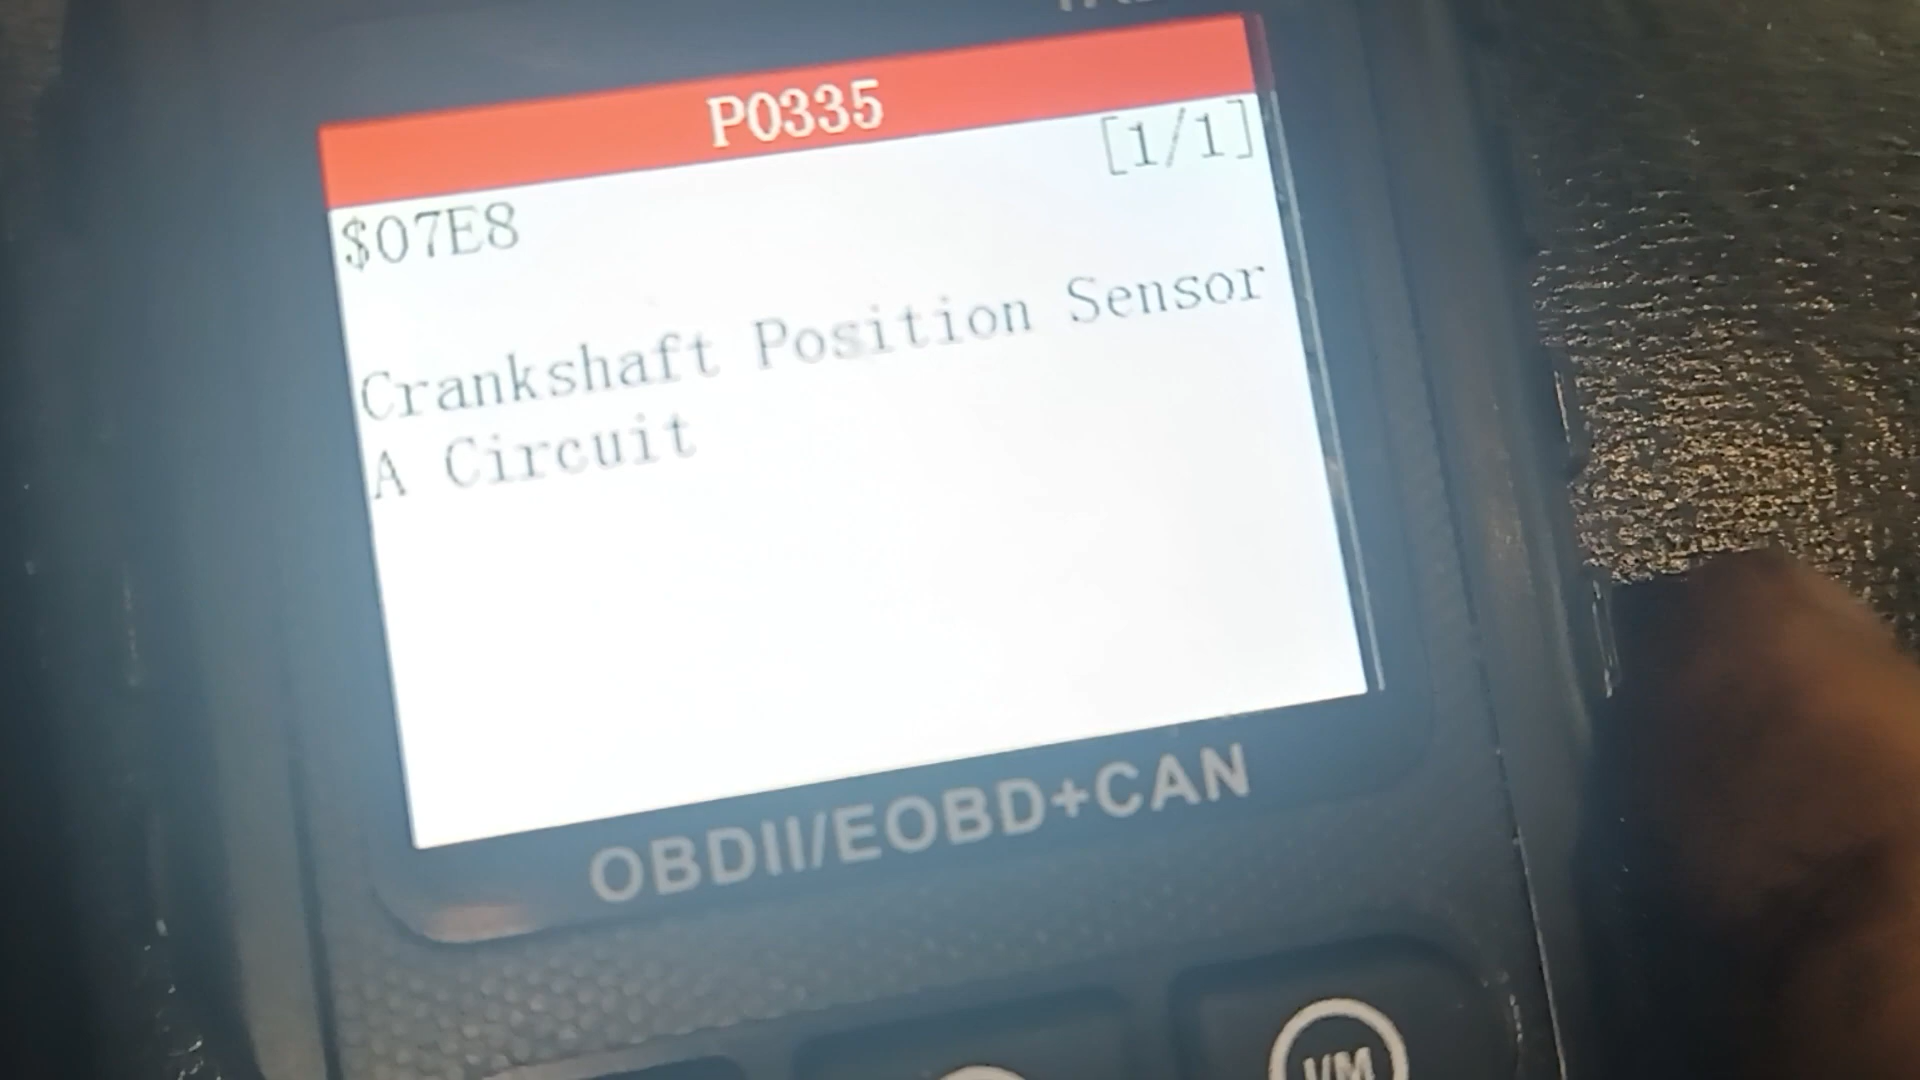 P0335
[1/1]
$07E8
Crankshaft Position Sensor
A Circuit
OBDII/EOBD+CAN
I/M